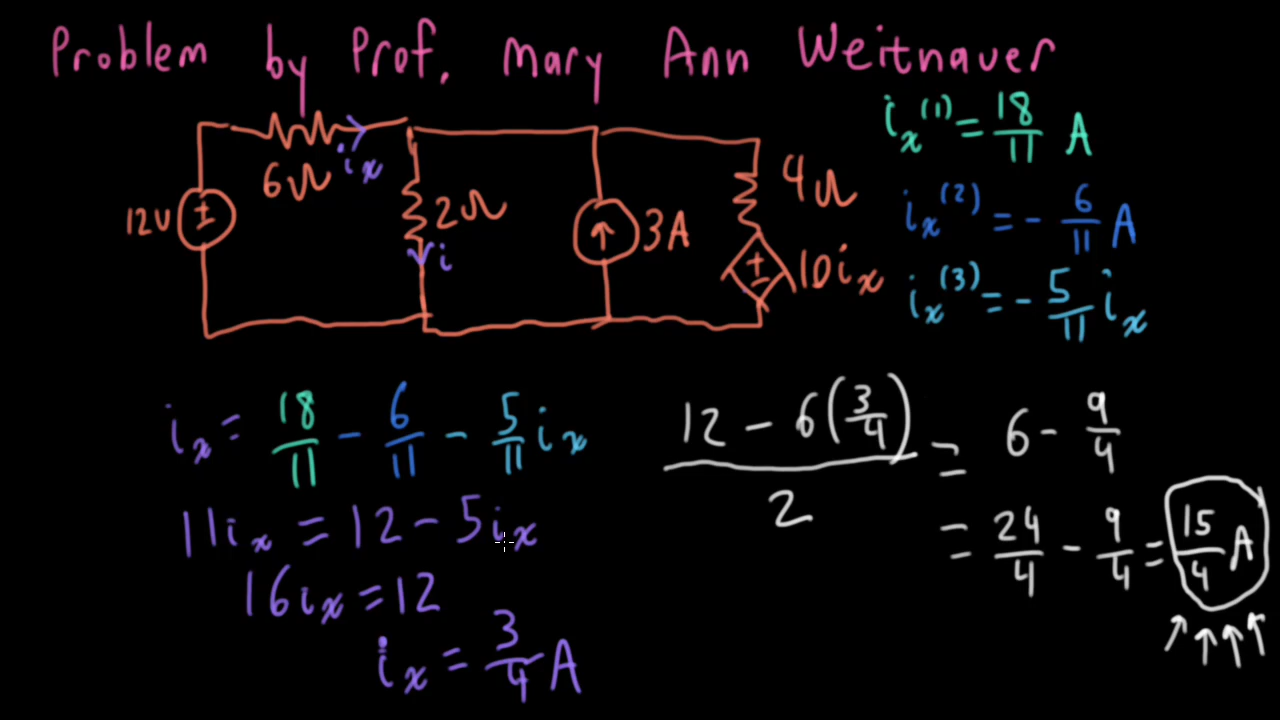 Problem by Prof. Mary Ann Weitnauer
12V
6Ω
iₓ
2Ω
i
3A
4Ω
10iₓ
iₓ⁽¹⁾ = 18/11 A
iₓ⁽²⁾ = - 6/11 A
iₓ⁽³⁾ = - 5/11 iₓ
iₓ = 18/11 - 6/11 - 5/11 iₓ
11iₓ = 12 - 5iₓ
16iₓ = 12
iₓ = 3/4 A
(12 - 6(3/4))/2 = 6 - 9/4
= 24/4 - 9/4 = 15/4 A